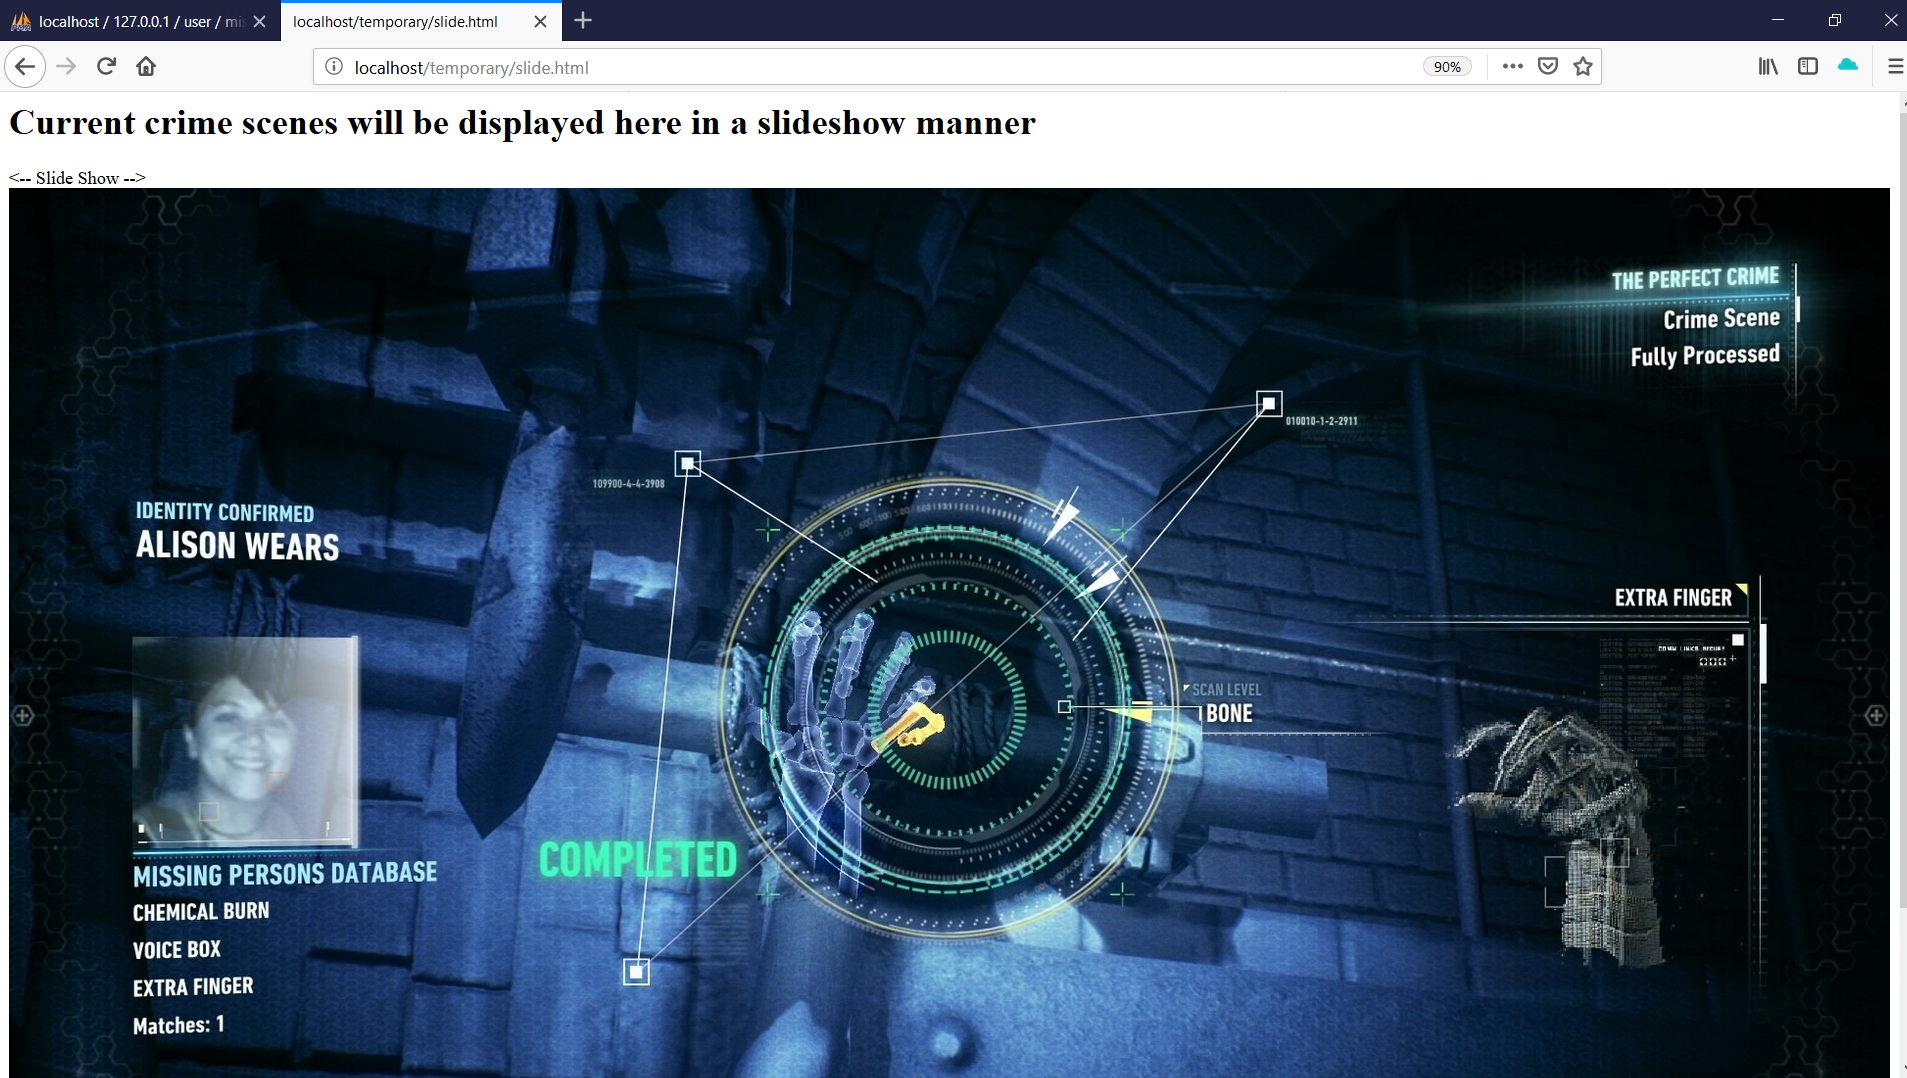 localhost / 127.0.0.1 / user / mis
localhost/temporary/slide.html
localhost/temporary/slide.html
90%
Current crime scenes will be displayed here in a slideshow manner
<-- Slide Show -->
THE PERFECT CRIME
Crime Scene
Fully Processed
010010-1-2-2911
109900-4-4-3908
IDENTITY CONFIRMED
ALISON WEARS
EXTRA FINGER
SCAN LEVEL
BONE
COMPLETED
MISSING PERSONS DATABASE
CHEMICAL BURN
VOICE BOX
EXTRA FINGER
Matches: 1